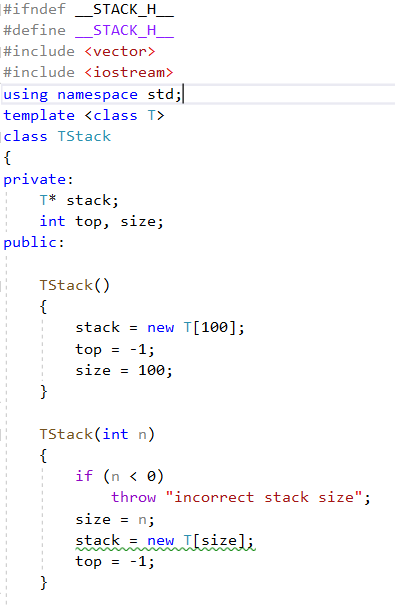 #ifndef __STACK_H__
#define __STACK_H__
#include <vector>
#include <iostream>
using namespace std;
template <class T>
class TStack
{
private:
    T* stack;
    int top, size;
public:

    TStack()
    {
        stack = new T[100];
        top = -1;
        size = 100;
    }

    TStack(int n)
    {
        if (n < 0)
            throw "incorrect stack size";
        size = n;
        stack = new T[size];
        top = -1;
    }